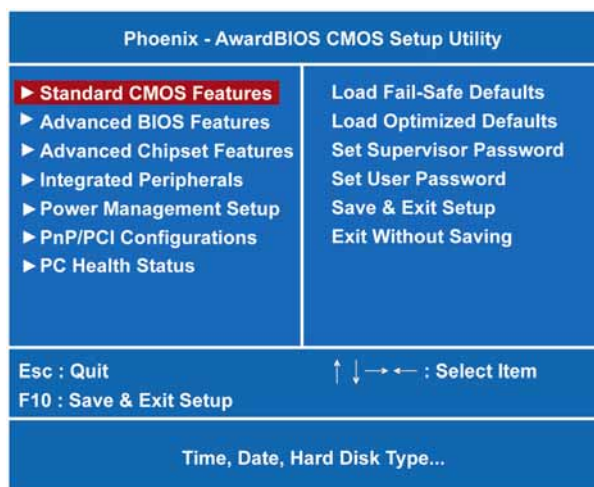 Phoenix - AwardBIOS CMOS Setup Utility
► Standard CMOS Features
► Advanced BIOS Features
► Advanced Chipset Features
► Integrated Peripherals
► Power Management Setup
► PnP/PCI Configurations
► PC Health Status
Load Fail-Safe Defaults
Load Optimized Defaults
Set Supervisor Password
Set User Password
Save & Exit Setup
Exit Without Saving
Esc : Quit
F10 : Save & Exit Setup
↑ ↓ → ← : Select Item
Time, Date, Hard Disk Type...